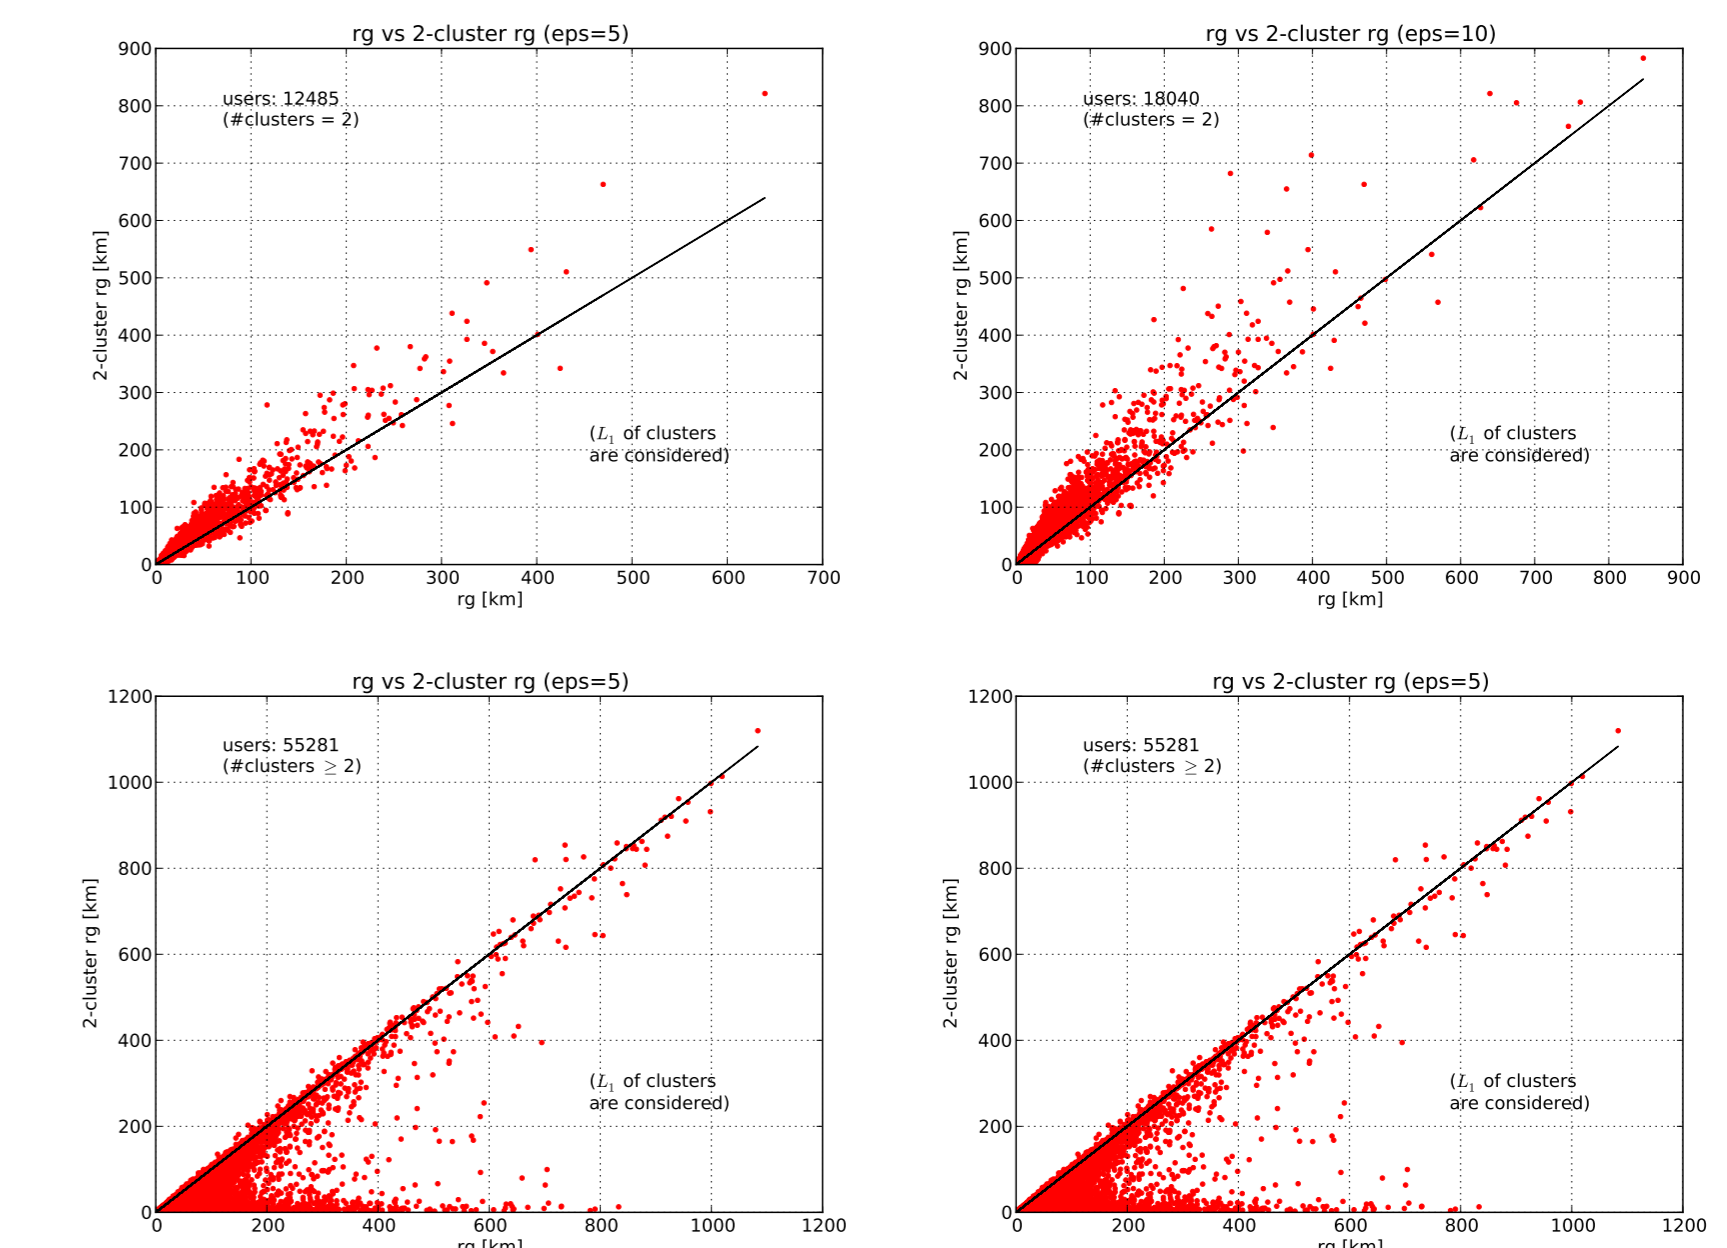 rg vs 2-cluster rg (eps=5)
900
800
700
600
500
400
300
200
100
0
2-cluster rg [km]
users: 12485
(#clusters = 2)
(L₁ of clusters
are considered)
0 100 200 300 400 500 600 700
rg [km]
rg vs 2-cluster rg (eps=10)
900
800
700
600
500
400
300
200
100
0
2-cluster rg [km]
users: 18040
(#clusters = 2)
(L₁ of clusters
are considered)
0 100 200 300 400 500 600 700 800 900
rg [km]
rg vs 2-cluster rg (eps=5)
1200
1000
800
600
400
200
0
2-cluster rg [km]
users: 55281
(#clusters ≥ 2)
(L₁ of clusters
are considered)
0 200 400 600 800 1000 1200
rg [km]
rg vs 2-cluster rg (eps=5)
1200
1000
800
600
400
200
0
2-cluster rg [km]
users: 55281
(#clusters ≥ 2)
(L₁ of clusters
are considered)
0 200 400 600 800 1000 1200
rg [km]